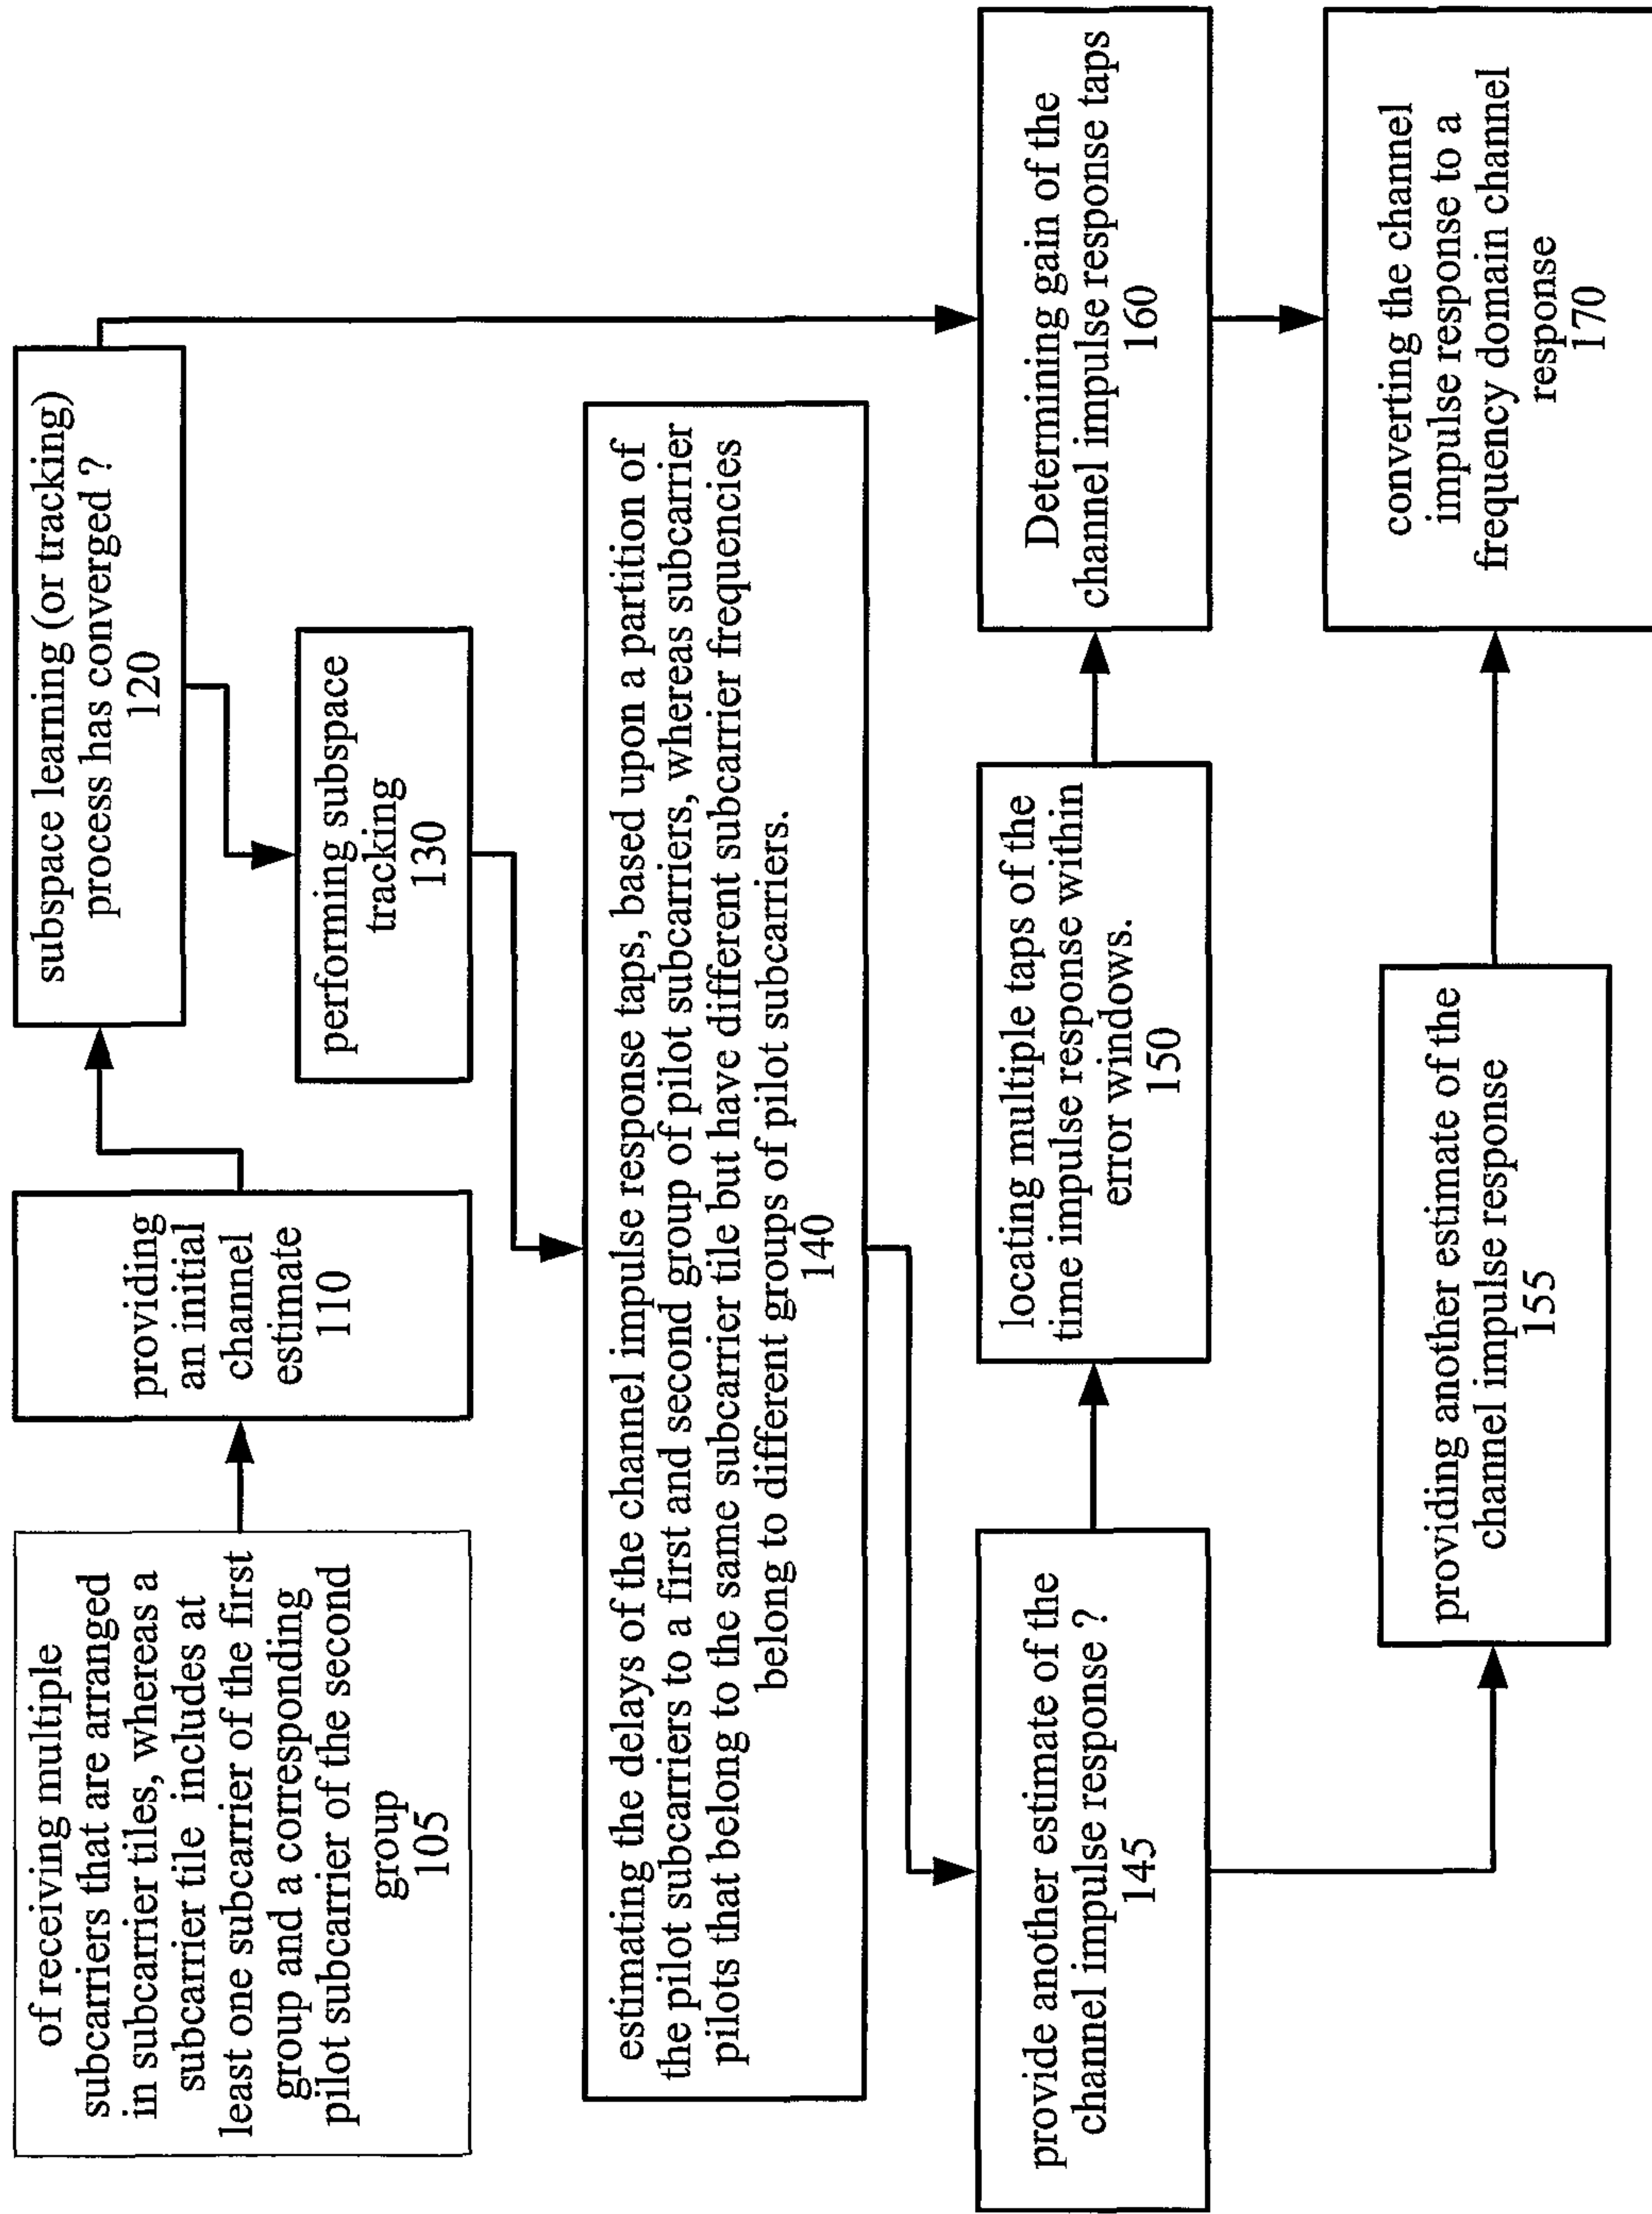 of receiving multiple
subcarriers that are arranged
in subcarrier tiles, whereas a
subcarrier tile includes at
least one subcarrier of the first
group and a corresponding
pilot subcarrier of the second
group
105
providing
an initial
channel
estimate
110
subspace learning (or tracking)
process has converged ?
120
performing subspace
tracking
130
estimating the delays of the channel impulse response taps, based upon a partition of
the pilot subcarriers to a first and second group of pilot subcarriers, whereas subcarrier
pilots that belong to the same subcarrier tile but have different subcarrier frequencies
belong to different groups of pilot subcarriers.
140
provide another estimate of the
channel impulse response ?
145
locating multiple taps of the
time impulse response within
error windows.
150
Determining gain of the
channel impulse response taps
160
providing another estimate of the
channel impulse response
155
converting the channel
impulse response to a
frequency domain channel
response
170